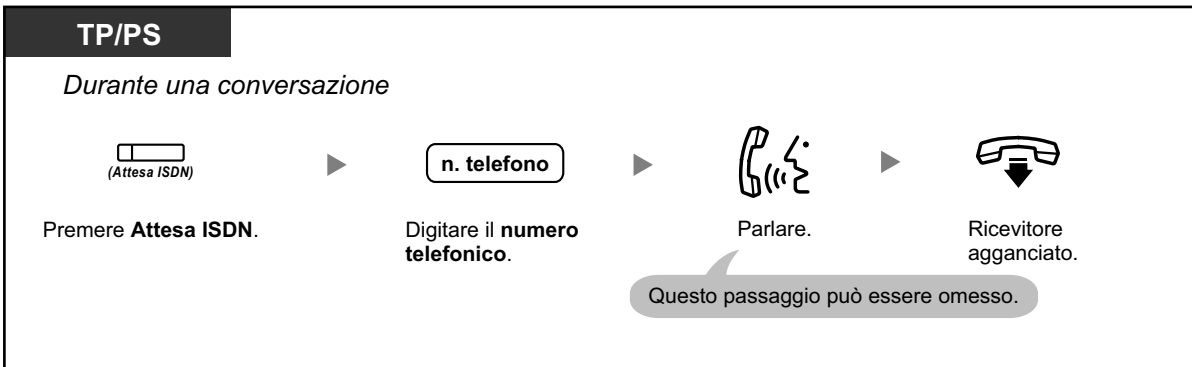 TP/PS
Durante una conversazione
(Attesa ISDN)
n. telefono
Premere Attesa ISDN.
Digitare il numero
telefonico.
Parlare.
Ricevitore
agganciato.
Questo passaggio può essere omesso.